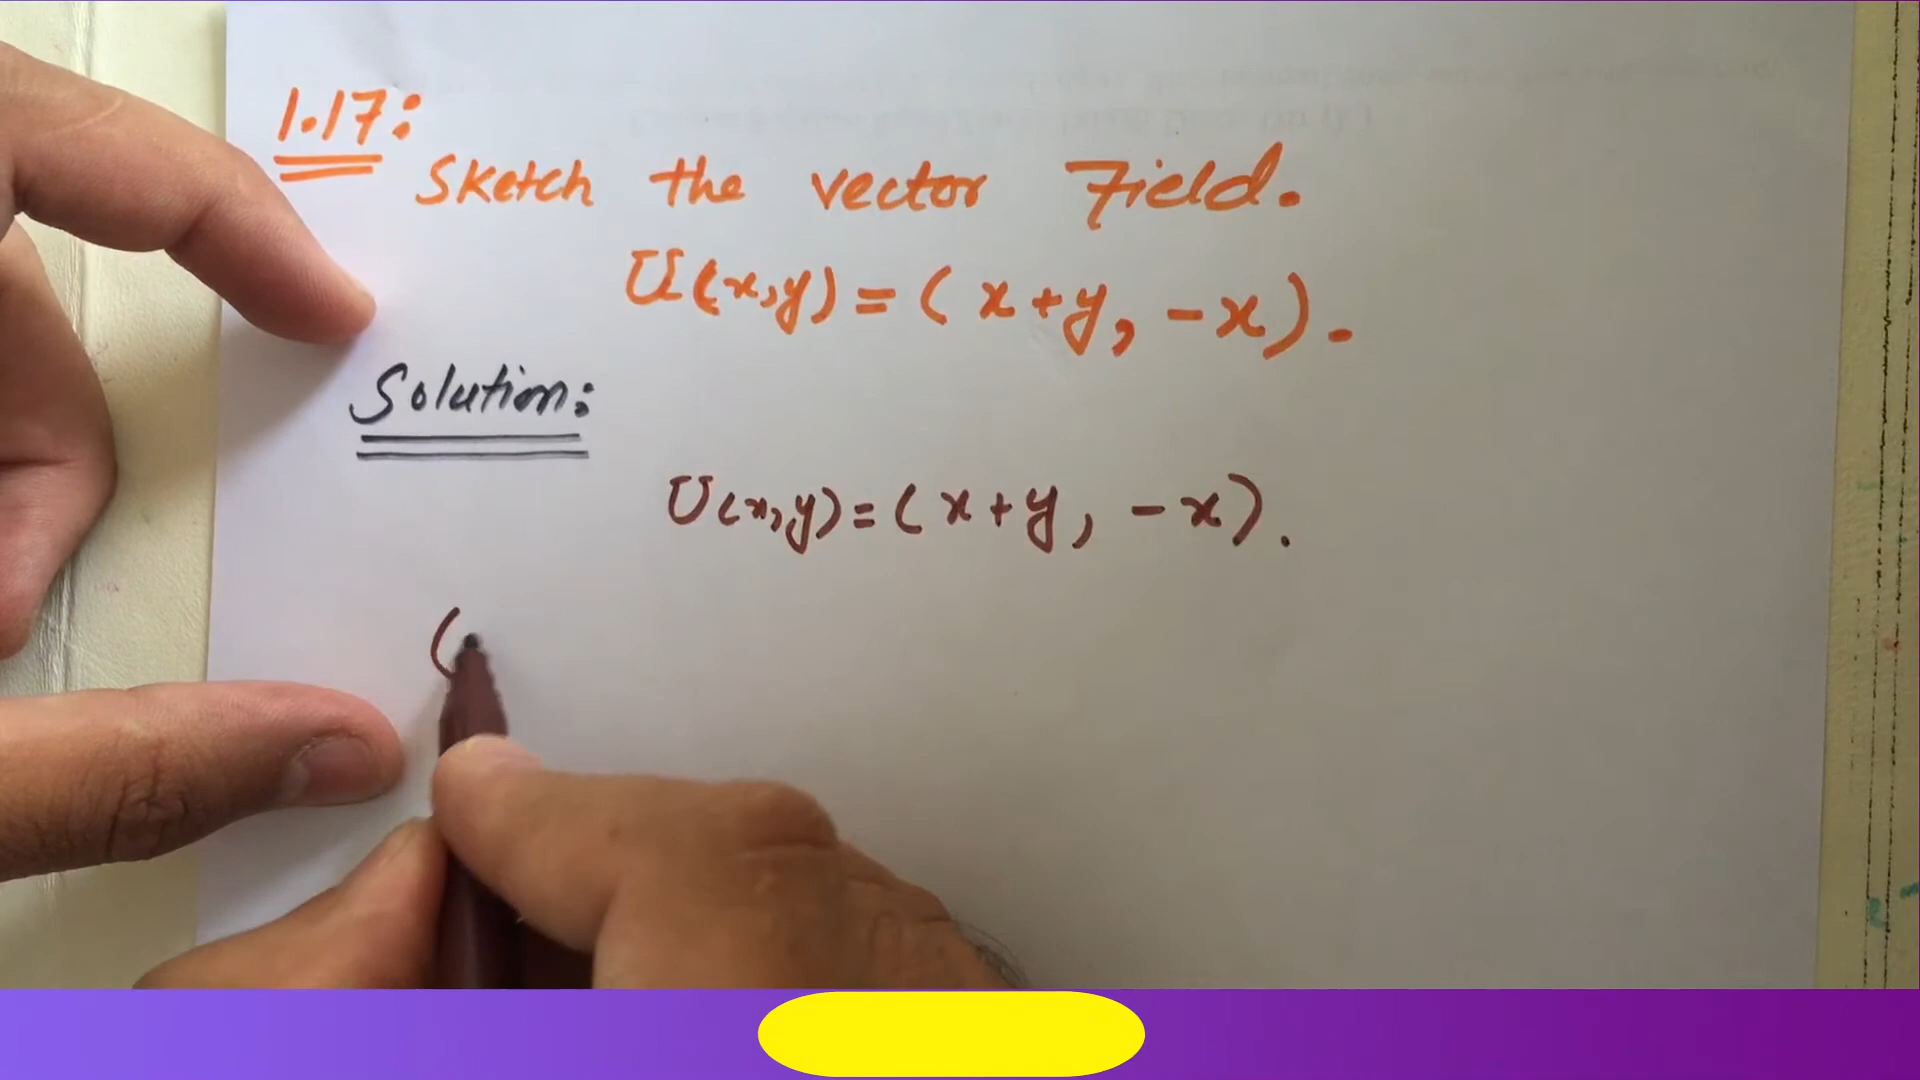 1.17:
Sketch the vector Field.
U(x,y) = (x+y, -x).
Solution:
U(x,y) = (x+y, -x).
(